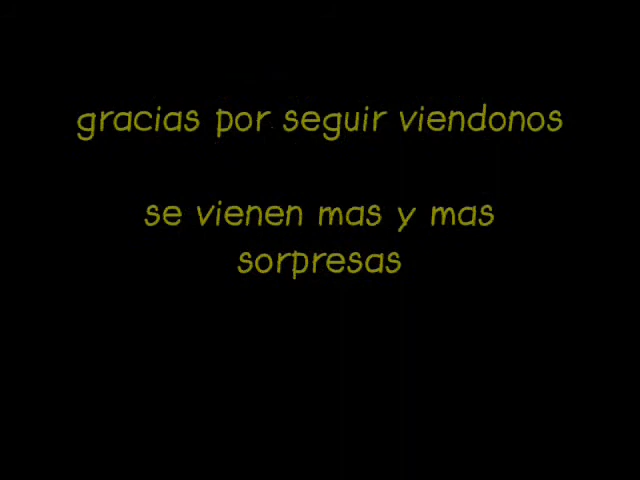 gracias por seguir viendonos
se vienen mas y mas
sorpresas